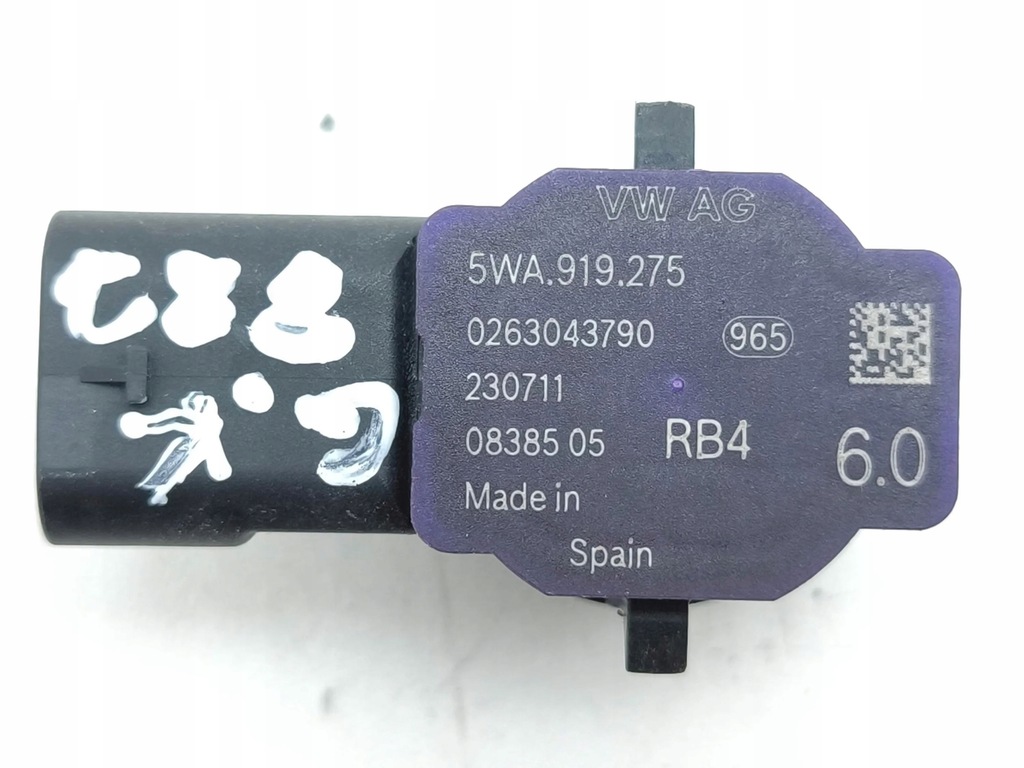 VW AG
5WA.919.275
0263043790 965
230711
08385 05 RB4
6.0
Made in
Spain